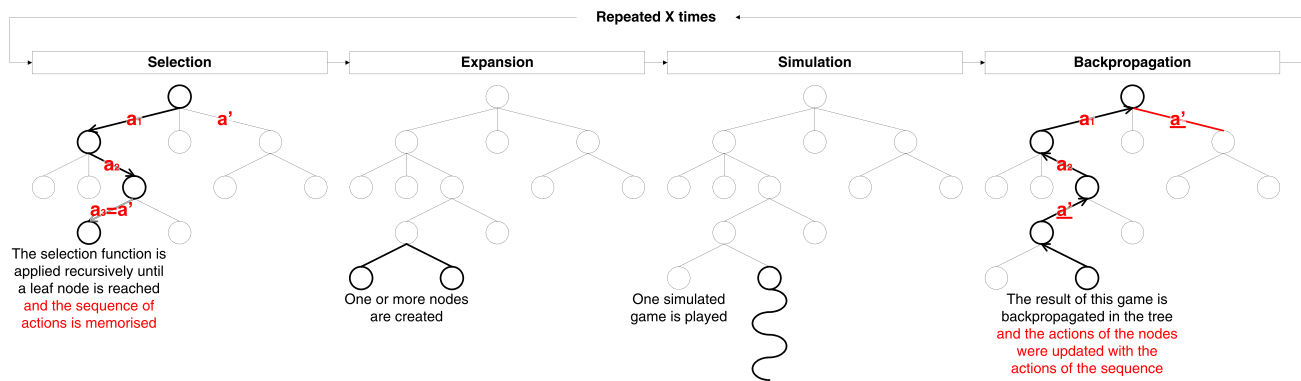 Repeated X times
Selection
Expansion
Simulation
Backpropagation
a₁
a'
a₂
a₃=a'
The selection function is
applied recursively until
a leaf node is reached
and the sequence of
actions is memorised
One or more nodes
are created
One simulated
game is played
a₁
a'
a₂
a'
The result of this game is
backpropagated in the tree
and the actions of the nodes
were updated with the
actions of the sequence